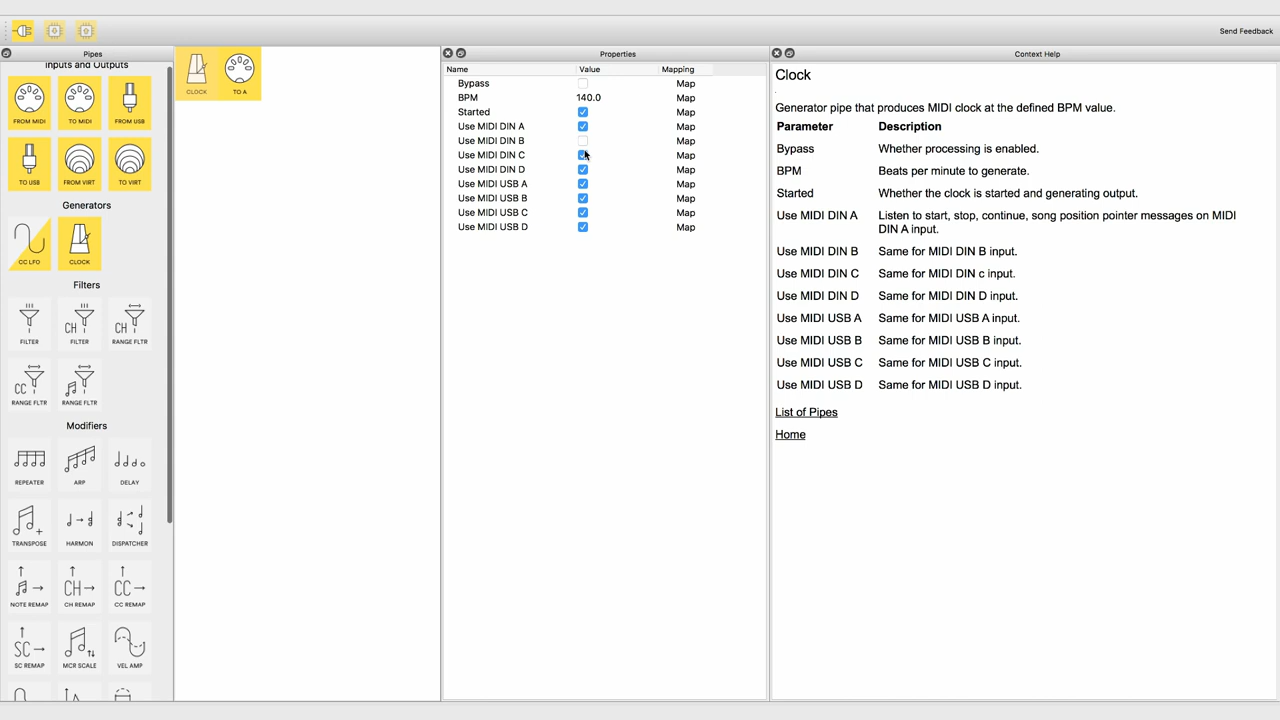 Send Feedback
Pipes
Inputs and Outputs
FROM MIDI TO MIDI FROM USB
TO USB FROM VIRT TO VIRT
Generators
CC LFO CLOCK
Filters
FILTER CH FILTER CH RANGE FLTR
CC RANGE FLTR RANGE FLTR
Modifiers
REPEATER ARP DELAY
TRANSPOSE HARMON DISPATCHER
NOTE REMAP CH CH REMAP CC CC REMAP
SC SC REMAP MCR SCALE VEL AMP
CLOCK TO A
Properties
Name Value Mapping
Bypass Map
BPM 140.0 Map
Started Map
Use MIDI DIN A Map
Use MIDI DIN B Map
Use MIDI DIN C Map
Use MIDI DIN D Map
Use MIDI USB A Map
Use MIDI USB B Map
Use MIDI USB C Map
Use MIDI USB D Map
Context Help
Clock
.
Generator pipe that produces MIDI clock at the defined BPM value.
Parameter Description
Bypass Whether processing is enabled.
BPM Beats per minute to generate.
Started Whether the clock is started and generating output.
Use MIDI DIN A Listen to start, stop, continue, song position pointer messages on MIDI
DIN A input.
Use MIDI DIN B Same for MIDI DIN B input.
Use MIDI DIN C Same for MIDI DIN c input.
Use MIDI DIN D Same for MIDI DIN D input.
Use MIDI USB A Same for MIDI USB A input.
Use MIDI USB B Same for MIDI USB B input.
Use MIDI USB C Same for MIDI USB C input.
Use MIDI USB D Same for MIDI USB D input.
List of Pipes
Home